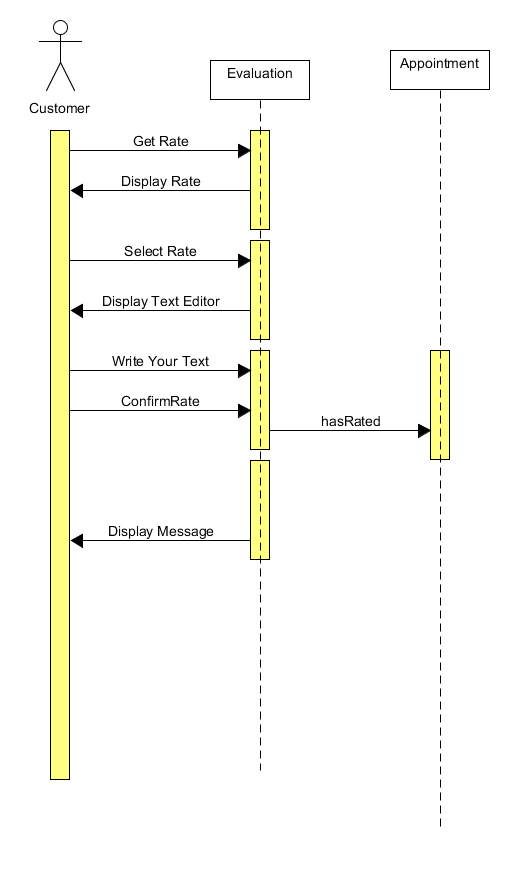 Customer
Evaluation
Appointment
Get Rate
Display Rate
Select Rate
Display Text Editor
Write Your Text
ConfirmRate
hasRated
Display Message